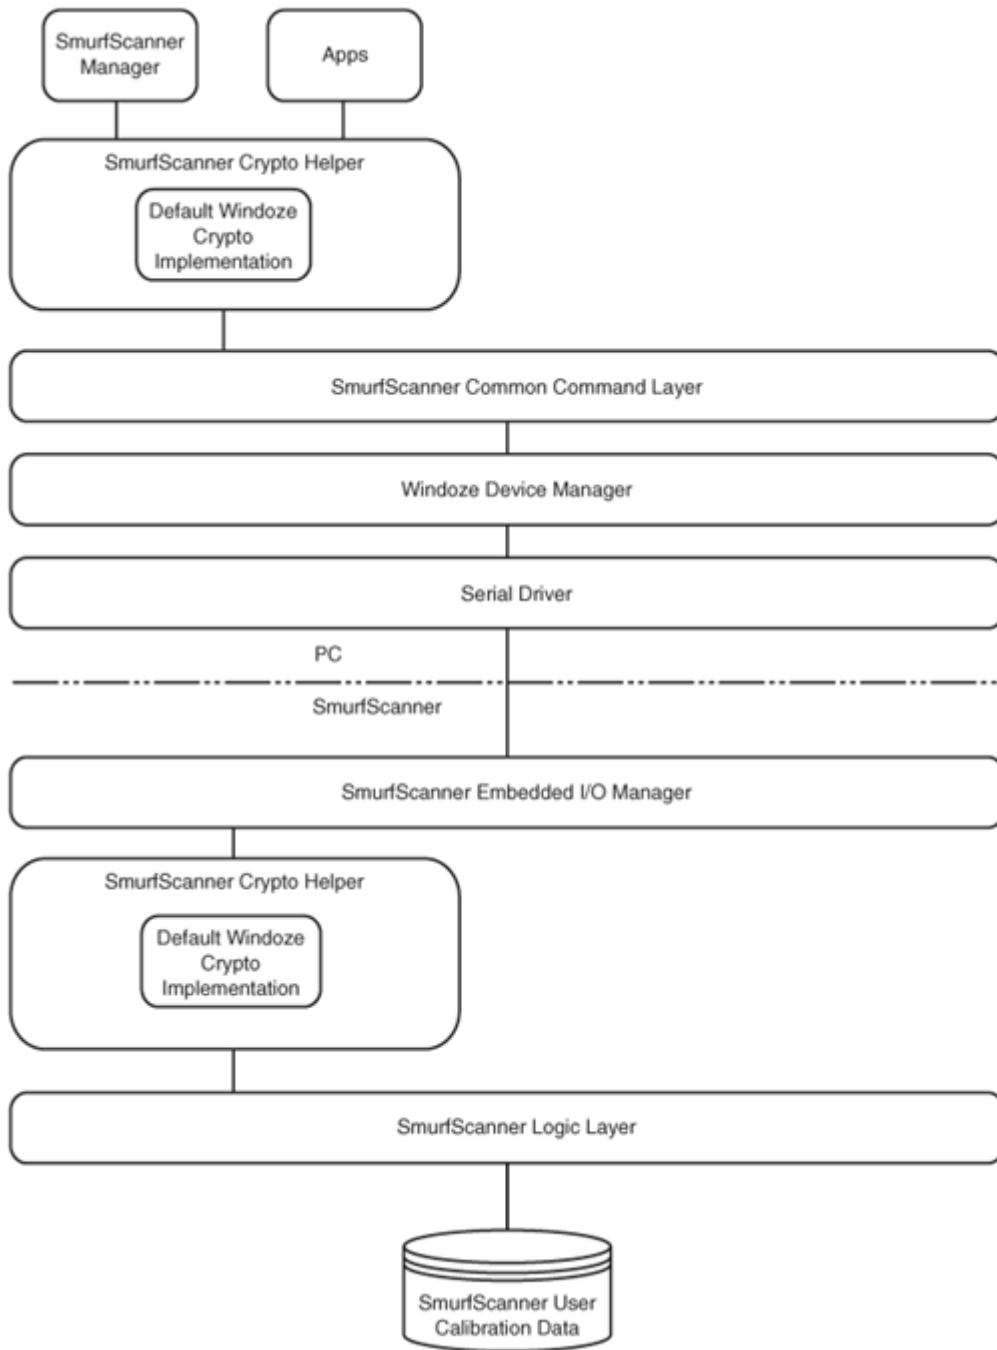 SmurfScanner
Manager
Apps
SmurfScanner Crypto Helper
Default Windoze
Crypto
Implementation
SmurfScanner Common Command Layer
Windoze Device Manager
Serial Driver
PC
SmurfScanner
SmurfScanner Embedded I/O Manager
SmurfScanner Crypto Helper
Default Windoze
Crypto
Implementation
SmurfScanner Logic Layer
SmurfScanner User
Calibration Data